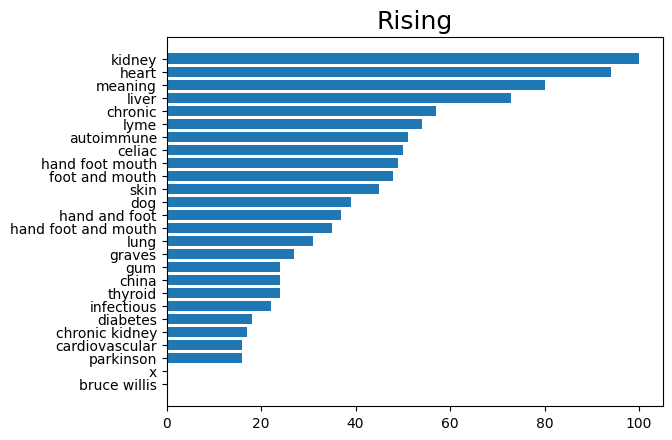 Rising
kidney
heart
meaning
liver
chronic
lyme
autoimmune
celiac
hand foot mouth
foot and mouth
skin
dog
hand and foot
hand foot and mouth
lung
graves
gum
china
thyroid
infectious
diabetes
chronic kidney
cardiovascular
parkinson
x
bruce willis
0 20 40 60 80 100